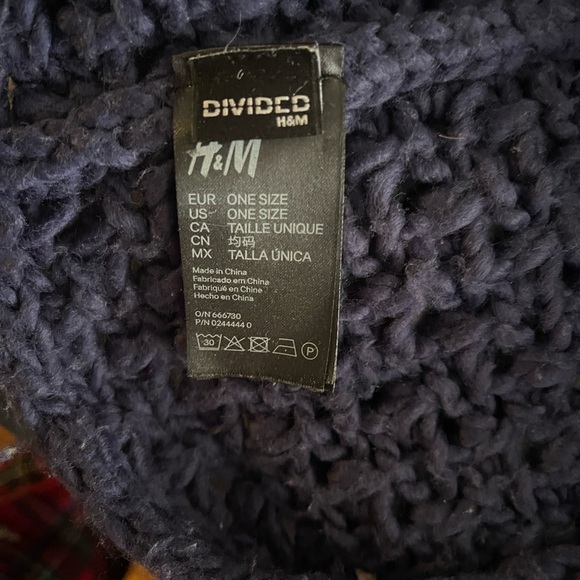 DIVIDED
H&M
H&M
EUR ONE SIZE
US ONE SIZE
CA TAILLE UNIQUE
CN 均码
MX TALLA ÚNICA
Made in China
Fabricado em China
Fabriqué en Chine
Hecho en China
O/N 666730
P/N 0244444 0
30 P